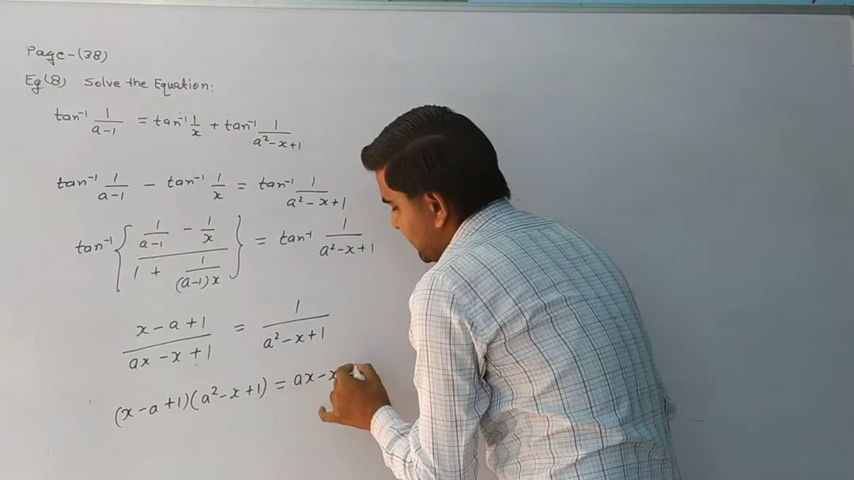 Page-(38)
Eg(8) Solve the Equation:
tan⁻¹ 1/(a-1) = tan⁻¹ 1/x + tan⁻¹ 1/(a²-x+1)
tan⁻¹ 1/(a-1) - tan⁻¹ 1/x = tan⁻¹ 1/(a²-x+1)
tan⁻¹ { (1/(a-1) - 1/x) / (1 + 1/((a-1)x)) } = tan⁻¹ 1/(a²-x+1)
(x-a+1)/(ax-x+1) = 1/(a²-x+1)
(x-a+1)(a²-x+1) = ax-x